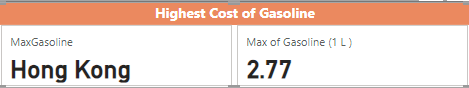 Highest Cost of Gasoline
MaxGasoline
Max of Gasoline (1 L )
Hong Kong
2.77